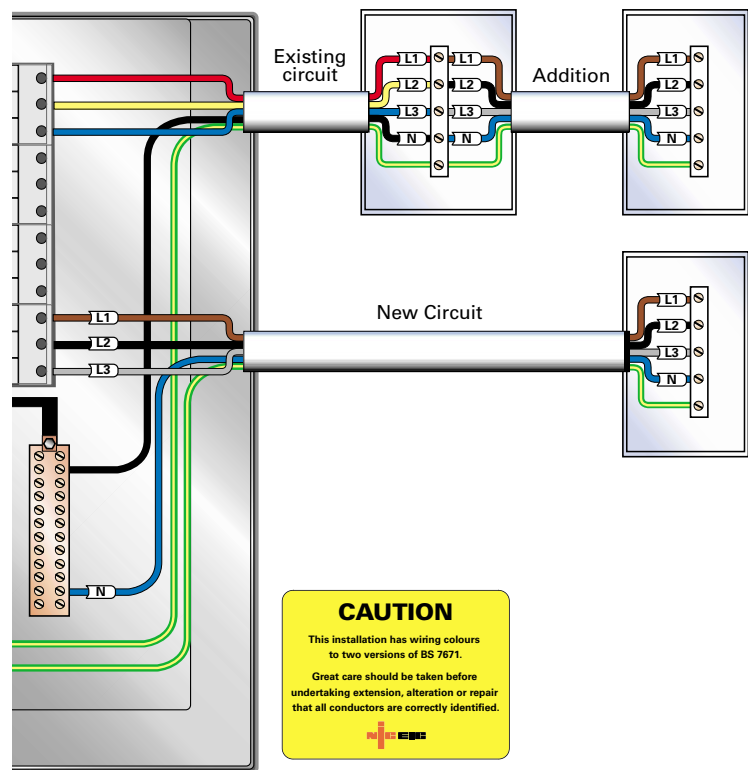 Existing
circuit
L1 L1
L2 L2
L3 L3
N N
Addition
L1
L2
L3
N
New Circuit
L1
L2
L3
L1
L2
L3
N
N
CAUTION
This installation has wiring colours
to two versions of BS 7671.
Great care should be taken before
undertaking extension, alteration or repair
that all conductors are correctly identified.
NICEIC